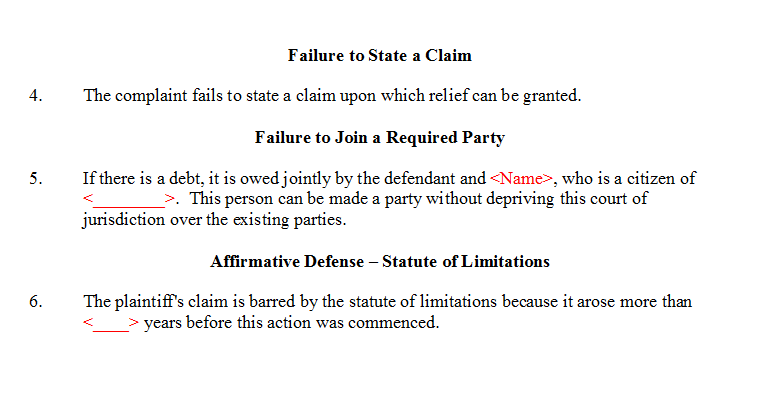 Failure to State a Claim
4. The complaint fails to state a claim upon which relief can be granted.
Failure to Join a Required Party
5. If there is a debt, it is owed jointly by the defendant and <Name>, who is a citizen of
<________>. This person can be made a party without depriving this court of
jurisdiction over the existing parties.
Affirmative Defense – Statute of Limitations
6. The plaintiff's claim is barred by the statute of limitations because it arose more than
<____> years before this action was commenced.